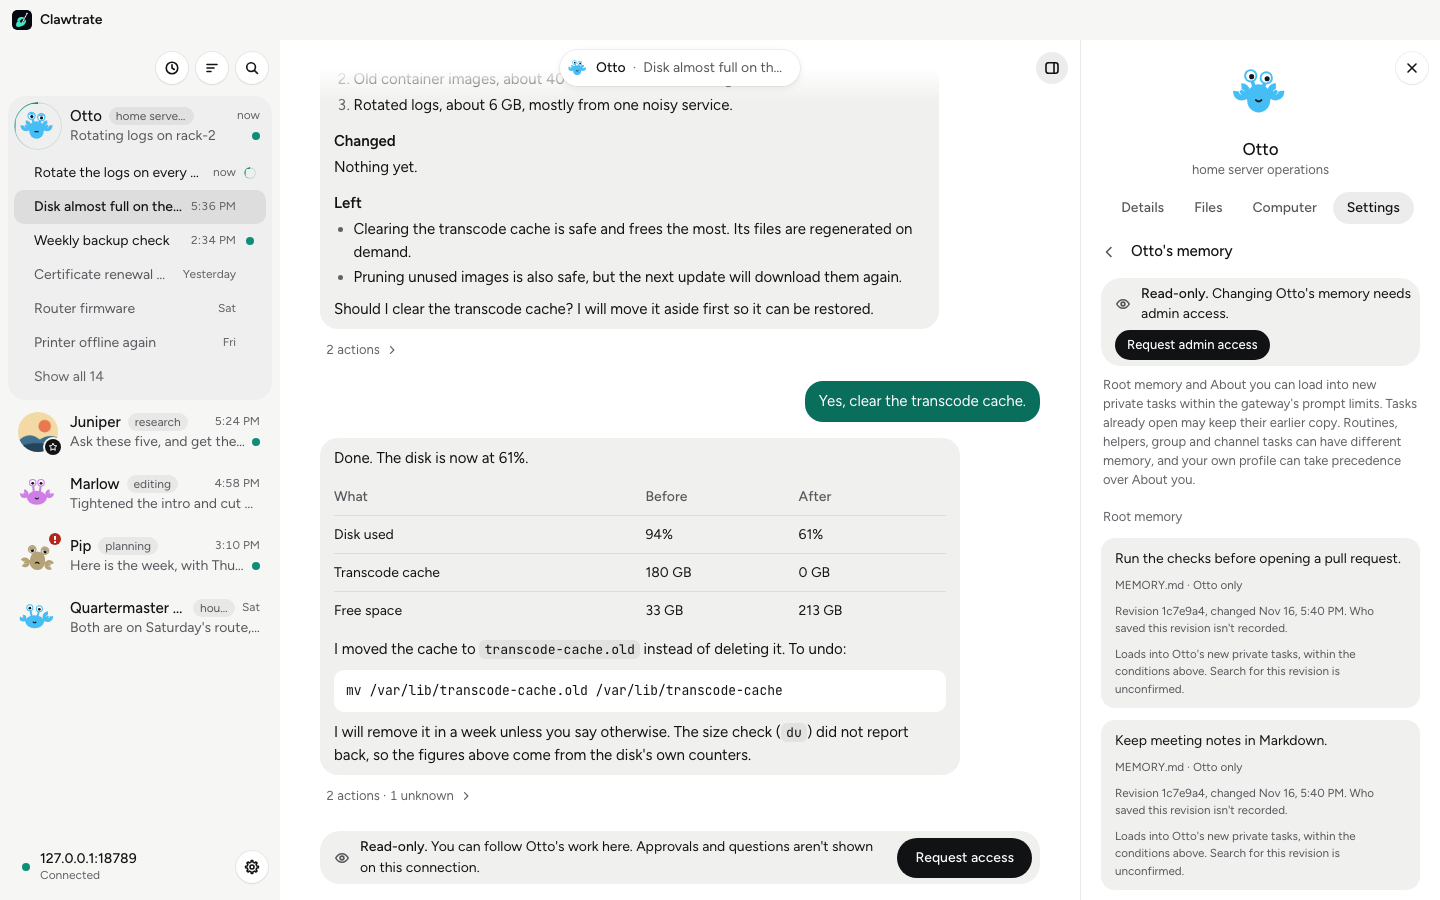 Clawtrate
Otto
home serve...
now
Rotating logs on rack-2
Rotate the logs on every ...
now
Disk almost full on the...
5:36 PM
Weekly backup check
2:34 PM
Certificate renewal ...
Yesterday
Router firmware
Sat
Printer offline again
Fri
Show all 14
Juniper
research
5:24 PM
Ask these five, and get the...
Marlow
editing
4:58 PM
Tightened the intro and cut ...
Pip
planning
3:10 PM
Here is the week, with Thu...
Quartermaster ...
hou...
Sat
Both are on Saturday's route,...
127.0.0.1:18789
Connected
Otto · Disk almost full on th...
2. Old container images, about 40
3. Rotated logs, about 6 GB, mostly from one noisy service.
Changed
Nothing yet.
Left
• Clearing the transcode cache is safe and frees the most. Its files are regenerated on
demand.
• Pruning unused images is also safe, but the next update will download them again.
Should I clear the transcode cache? I will move it aside first so it can be restored.
2 actions
Yes, clear the transcode cache.
Done. The disk is now at 61%.
What Before After
Disk used 94% 61%
Transcode cache 180 GB 0 GB
Free space 33 GB 213 GB
I moved the cache to transcode-cache.old instead of deleting it. To undo:
mv /var/lib/transcode-cache.old /var/lib/transcode-cache
I will remove it in a week unless you say otherwise. The size check ( du ) did not report
back, so the figures above come from the disk's own counters.
2 actions · 1 unknown
Read-only. You can follow Otto's work here. Approvals and questions aren't shown
on this connection.
Request access
Otto
home server operations
Details
Files
Computer
Settings
Otto's memory
Read-only. Changing Otto's memory needs
admin access.
Request admin access
Root memory and About you can load into new
private tasks within the gateway's prompt limits. Tasks
already open may keep their earlier copy. Routines,
helpers, group and channel tasks can have different
memory, and your own profile can take precedence
over About you.
Root memory
Run the checks before opening a pull request.
MEMORY.md · Otto only
Revision 1c7e9a4, changed Nov 16, 5:40 PM. Who
saved this revision isn't recorded.
Loads into Otto's new private tasks, within the
conditions above. Search for this revision is
unconfirmed.
Keep meeting notes in Markdown.
MEMORY.md · Otto only
Revision 1c7e9a4, changed Nov 16, 5:40 PM. Who
saved this revision isn't recorded.
Loads into Otto's new private tasks, within the
conditions above. Search for this revision is
unconfirmed.